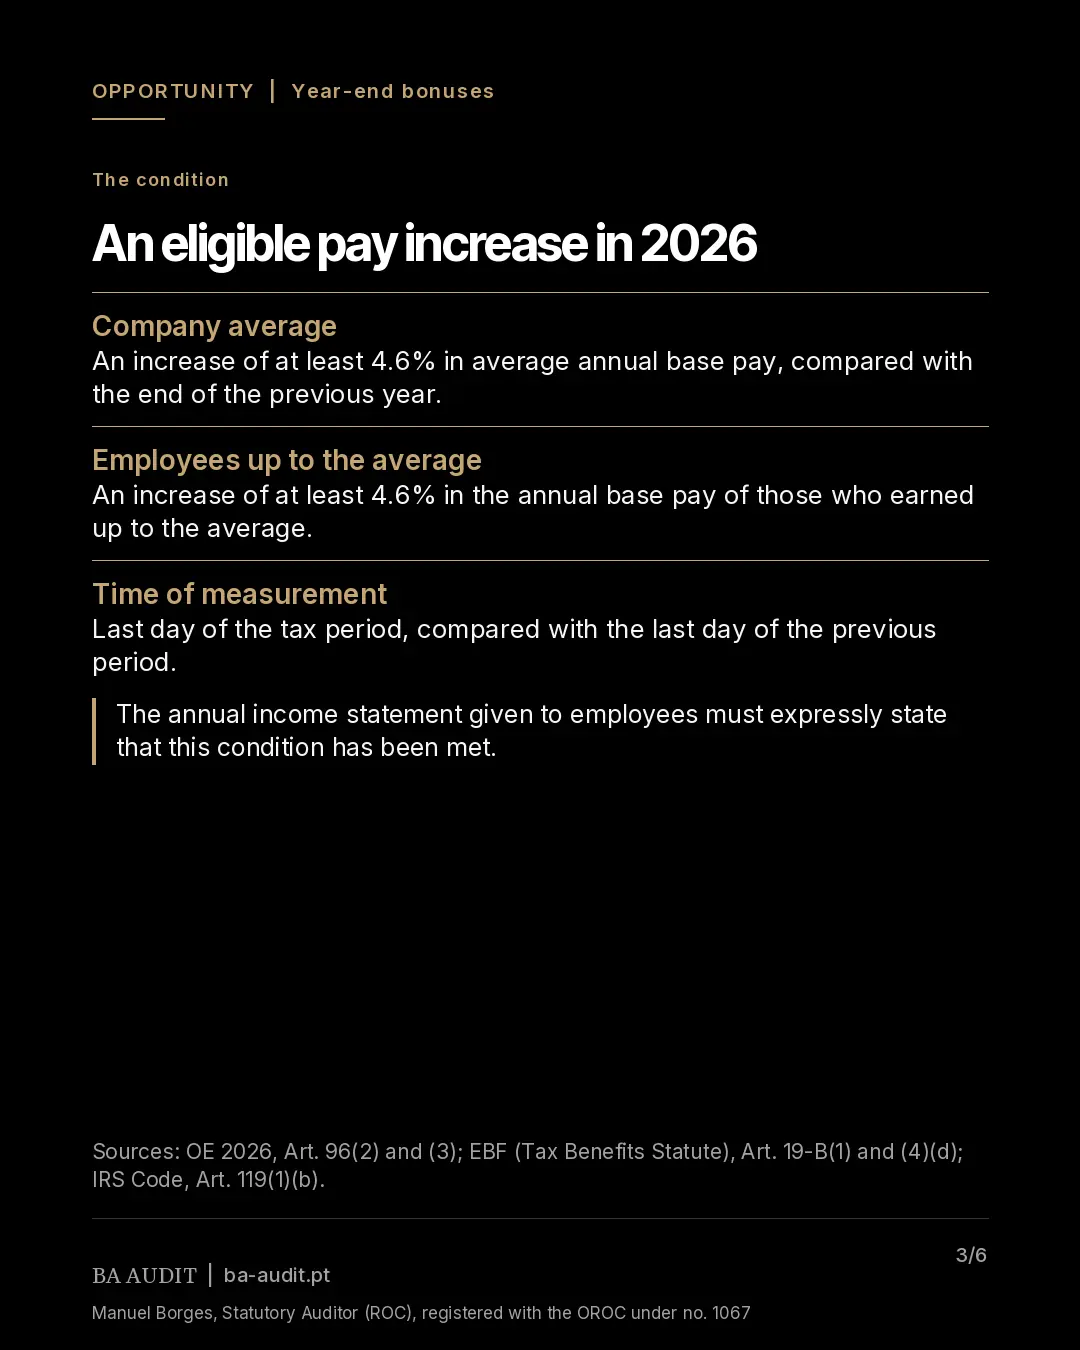 OPPORTUNITY | Year-end bonuses
The condition
An eligible pay increase in 2026
Company average
An increase of at least 4.6% in average annual base pay, compared with
the end of the previous year.
Employees up to the average
An increase of at least 4.6% in the annual base pay of those who earned
up to the average.
Time of measurement
Last day of the tax period, compared with the last day of the previous
period.
The annual income statement given to employees must expressly state
that this condition has been met.
Sources: OE 2026, Art. 96(2) and (3); EBF (Tax Benefits Statute), Art. 19-B(1) and (4)(d);
IRS Code, Art. 119(1)(b).
3/6
BA AUDIT | ba-audit.pt
Manuel Borges, Statutory Auditor (ROC), registered with the OROC under no. 1067